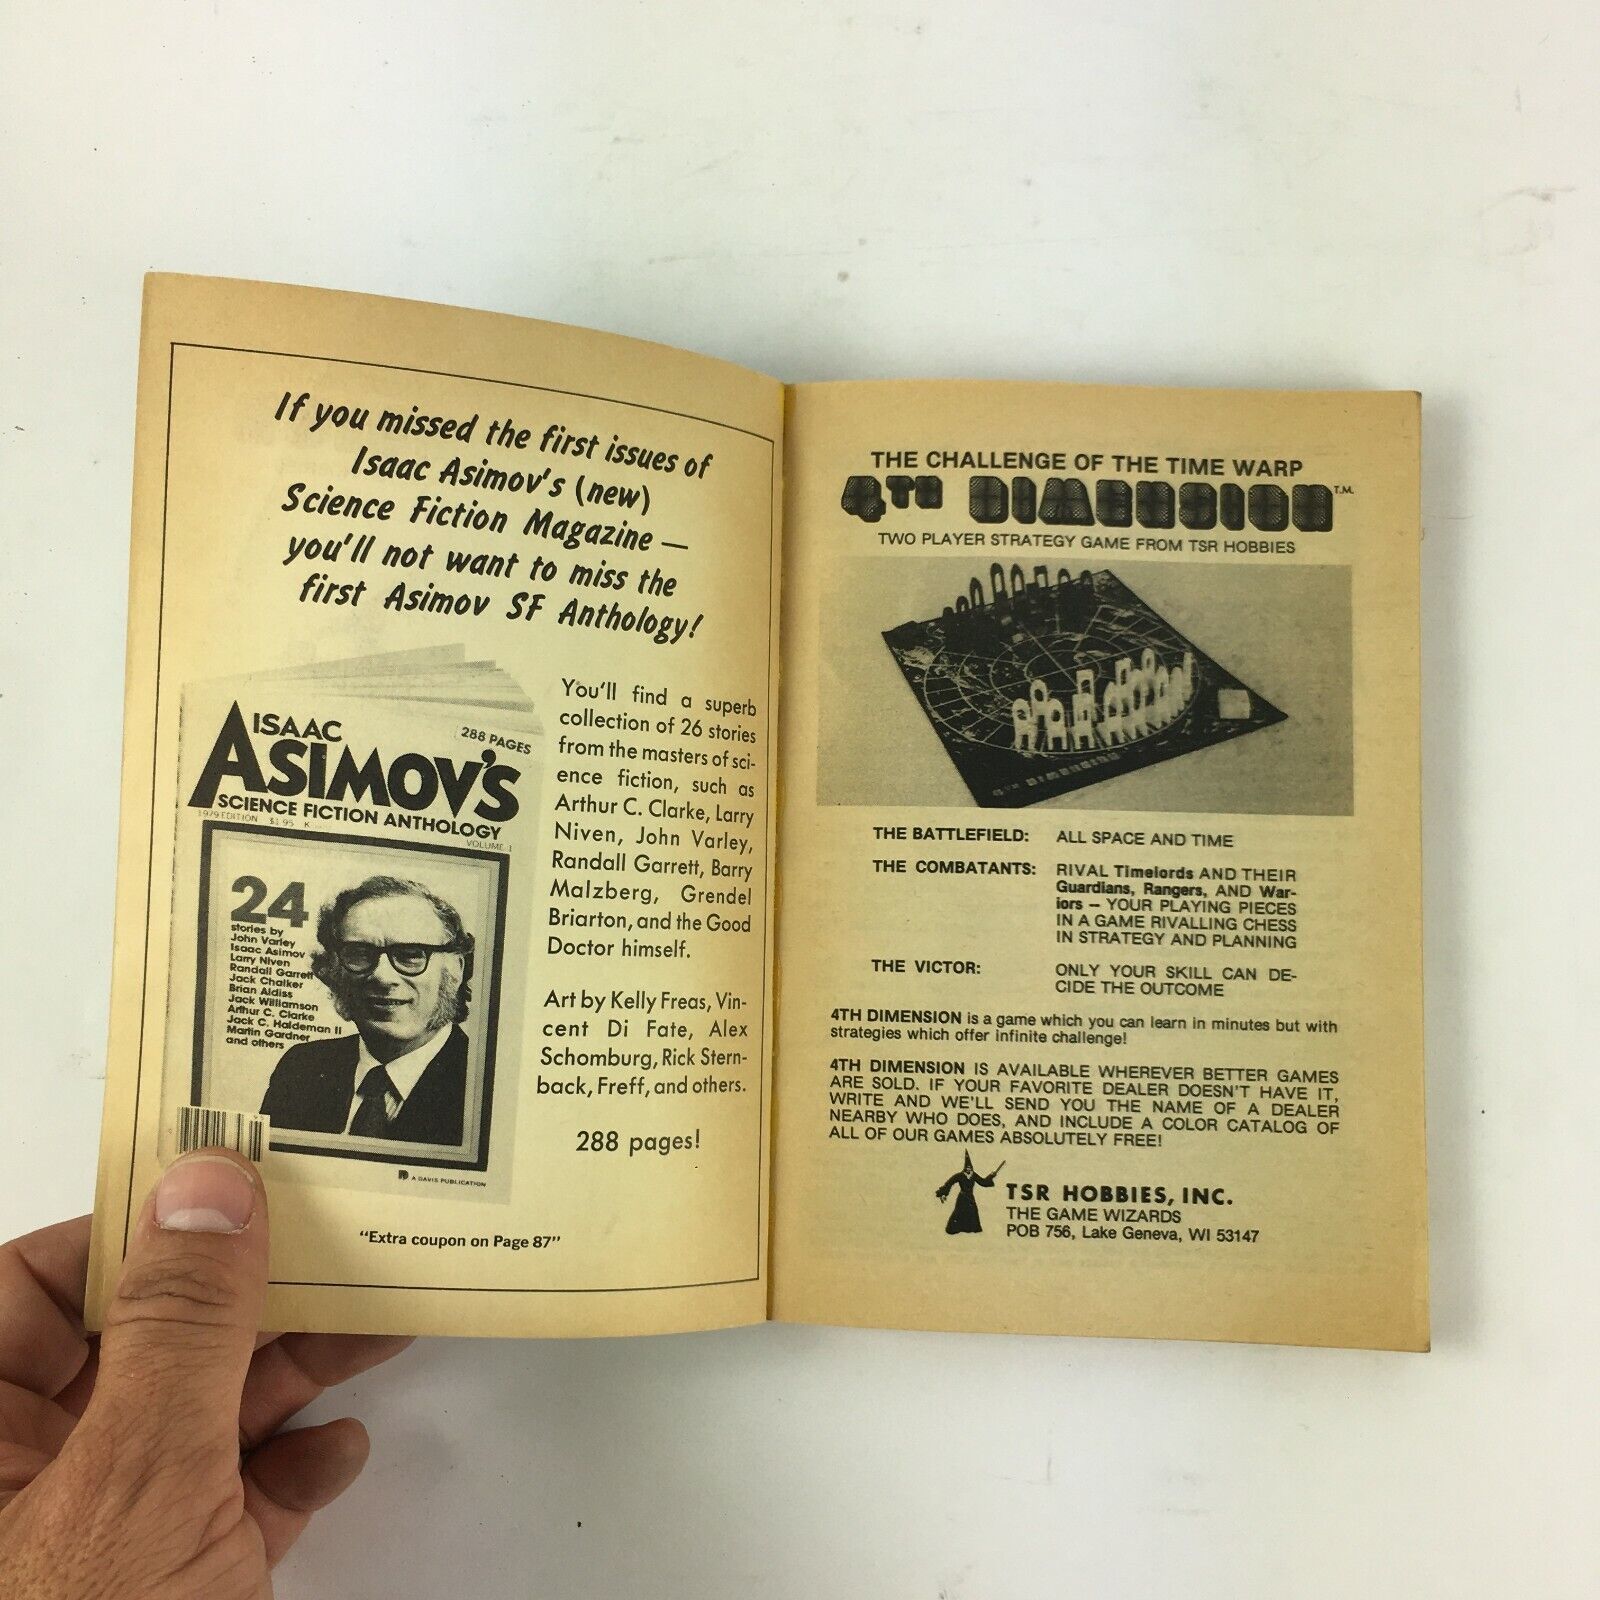 If you missed the first issues of
Isaac Asimov's (new)
Science Fiction Magazine —
you'll not want to miss the
first Asimov SF Anthology!
288 PAGES
ISAAC
ASIMOV'S
SCIENCE FICTION ANTHOLOGY
1979 EDITION $1.95 K
VOLUME 1
24
stories by
John Varley
Isaac Asimov
Larry Niven
Randall Garrett
Jack Chalker
Brian Aldiss
Jack Williamson
Arthur C. Clarke
Jack C. Haldeman II
Martin Gardner
and others
A DAVIS PUBLICATION
You'll find a superb
collection of 26 stories
from the masters of sci-
ence fiction, such as
Arthur C. Clarke, Larry
Niven, John Varley,
Randall Garrett, Barry
Malzberg, Grendel
Briarton, and the Good
Doctor himself.
Art by Kelly Freas, Vin-
cent Di Fate, Alex
Schomburg, Rick Stern-
back, Freff, and others.
288 pages!
"Extra coupon on Page 87"
THE CHALLENGE OF THE TIME WARP
4TH DIMENSION T.M.
TWO PLAYER STRATEGY GAME FROM TSR HOBBIES
4TH DIMENSION
THE BATTLEFIELD: ALL SPACE AND TIME
THE COMBATANTS: RIVAL Timelords AND THEIR
Guardians, Rangers, AND War-
iors – YOUR PLAYING PIECES
IN A GAME RIVALLING CHESS
IN STRATEGY AND PLANNING
THE VICTOR: ONLY YOUR SKILL CAN DE-
CIDE THE OUTCOME
4TH DIMENSION is a game which you can learn in minutes but with
strategies which offer infinite challenge!
4TH DIMENSION IS AVAILABLE WHEREVER BETTER GAMES
ARE SOLD. IF YOUR FAVORITE DEALER DOESN'T HAVE IT,
WRITE AND WE'LL SEND YOU THE NAME OF A DEALER
NEARBY WHO DOES, AND INCLUDE A COLOR CATALOG OF
ALL OF OUR GAMES ABSOLUTELY FREE!
TSR HOBBIES, INC.
THE GAME WIZARDS
POB 756, Lake Geneva, WI 53147